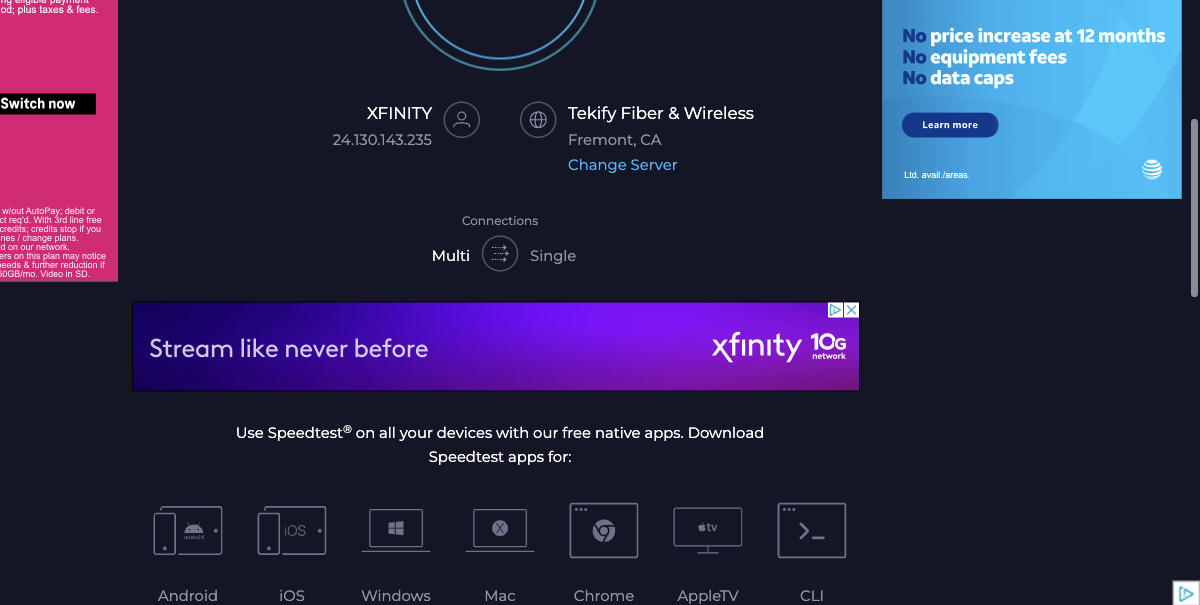 ng eligible payment
od; plus taxes & fees.
Switch now
w/out AutoPay; debit or
ct req'd. With 3rd line free
credits; credits stop if you
nes / change plans.
d on our network.
ers on this plan may notice
peeds & further reduction if
50GB/mo. Video in SD.
No price increase at 12 months
No equipment fees
No data caps
Learn more
Ltd. avail./areas.
XFINITY
24.130.143.235
Tekify Fiber & Wireless
Fremont, CA
Change Server
Connections
Multi
Single
Stream like never before
xfinity 10G
network
Use Speedtest® on all your devices with our free native apps. Download
Speedtest apps for:
android
iOS
X
tv
>_
Android
iOS
Windows
Mac
Chrome
AppleTV
CLI